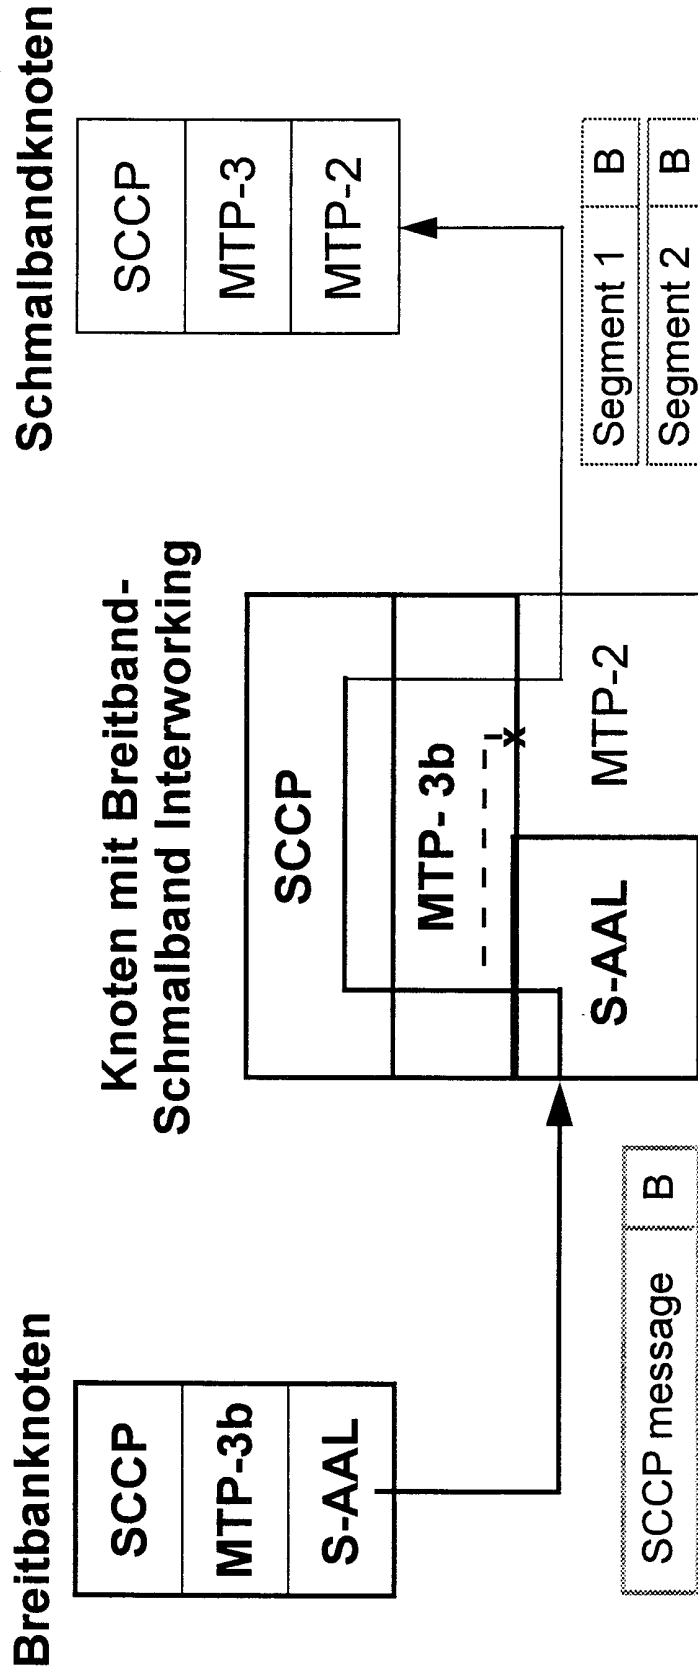 Breitbanknoten
SCCP
MTP-3b
S-AAL
SCCP message B
Knoten mit Breitband-
Schmalband Interworking
SCCP
MTP- 3b
S-AAL
MTP-2
Schmalbandknoten
SCCP
MTP-3
MTP-2
Segment 1 B
Segment 2 B